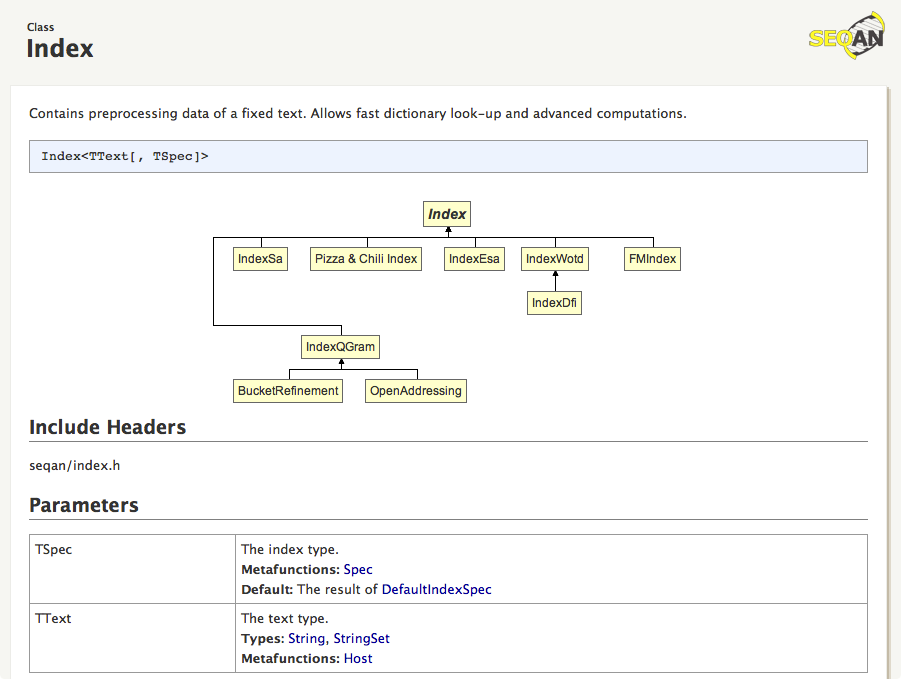 Class
Index
SEQAN
Contains preprocessing data of a fixed text. Allows fast dictionary look-up and advanced computations.
Index<TText[, TSpec]>
Index
IndexSa
Pizza & Chili Index
IndexEsa
IndexWotd
FMIndex
IndexDfi
IndexQGram
BucketRefinement
OpenAddressing
Include Headers
seqan/index.h
Parameters
TSpec
The index type.
Metafunctions: Spec
Default: The result of DefaultIndexSpec
TText
The text type.
Types: String, StringSet
Metafunctions: Host